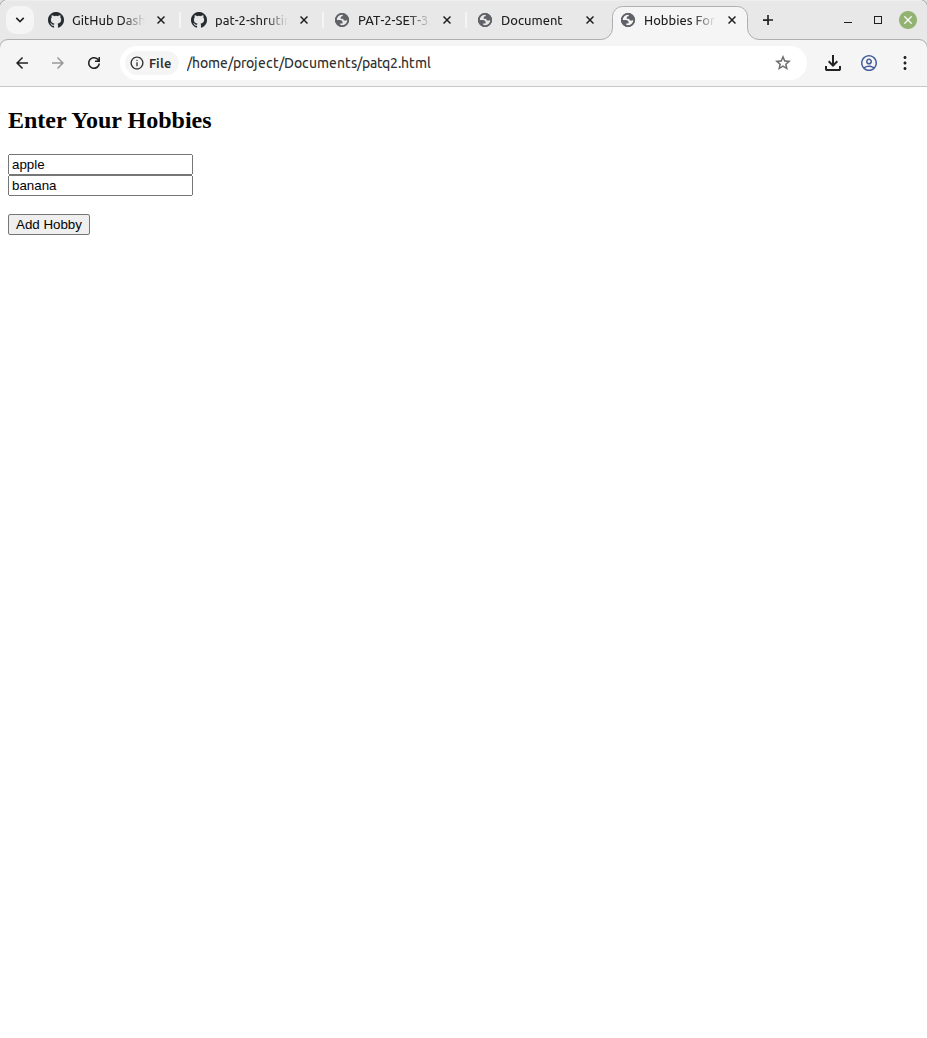 GitHub Dash
pat-2-shruti
PAT-2-SET-3
Document
Hobbies For
File
/home/project/Documents/patq2.html
Enter Your Hobbies
apple
banana
Add Hobby